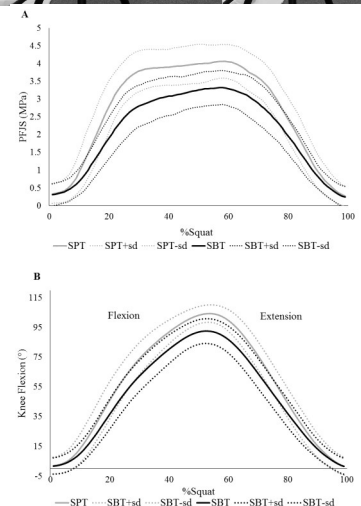 A
5
4.5
4
3.5
3
2.5
2
1.5
1
0.5
0
PFJS (MPa)
0 20 40 60 80 100
%Squat
SPT SPT+sd SPT-sd SBT SBT+sd SBT-sd
B
115
95
75
55
35
15
-5
Knee Flexion (°)
Flexion Extension
0 20 40 60 80 100
%Squat
SPT SBT+sd SBT-sd SBT SBT+sd SBT-sd